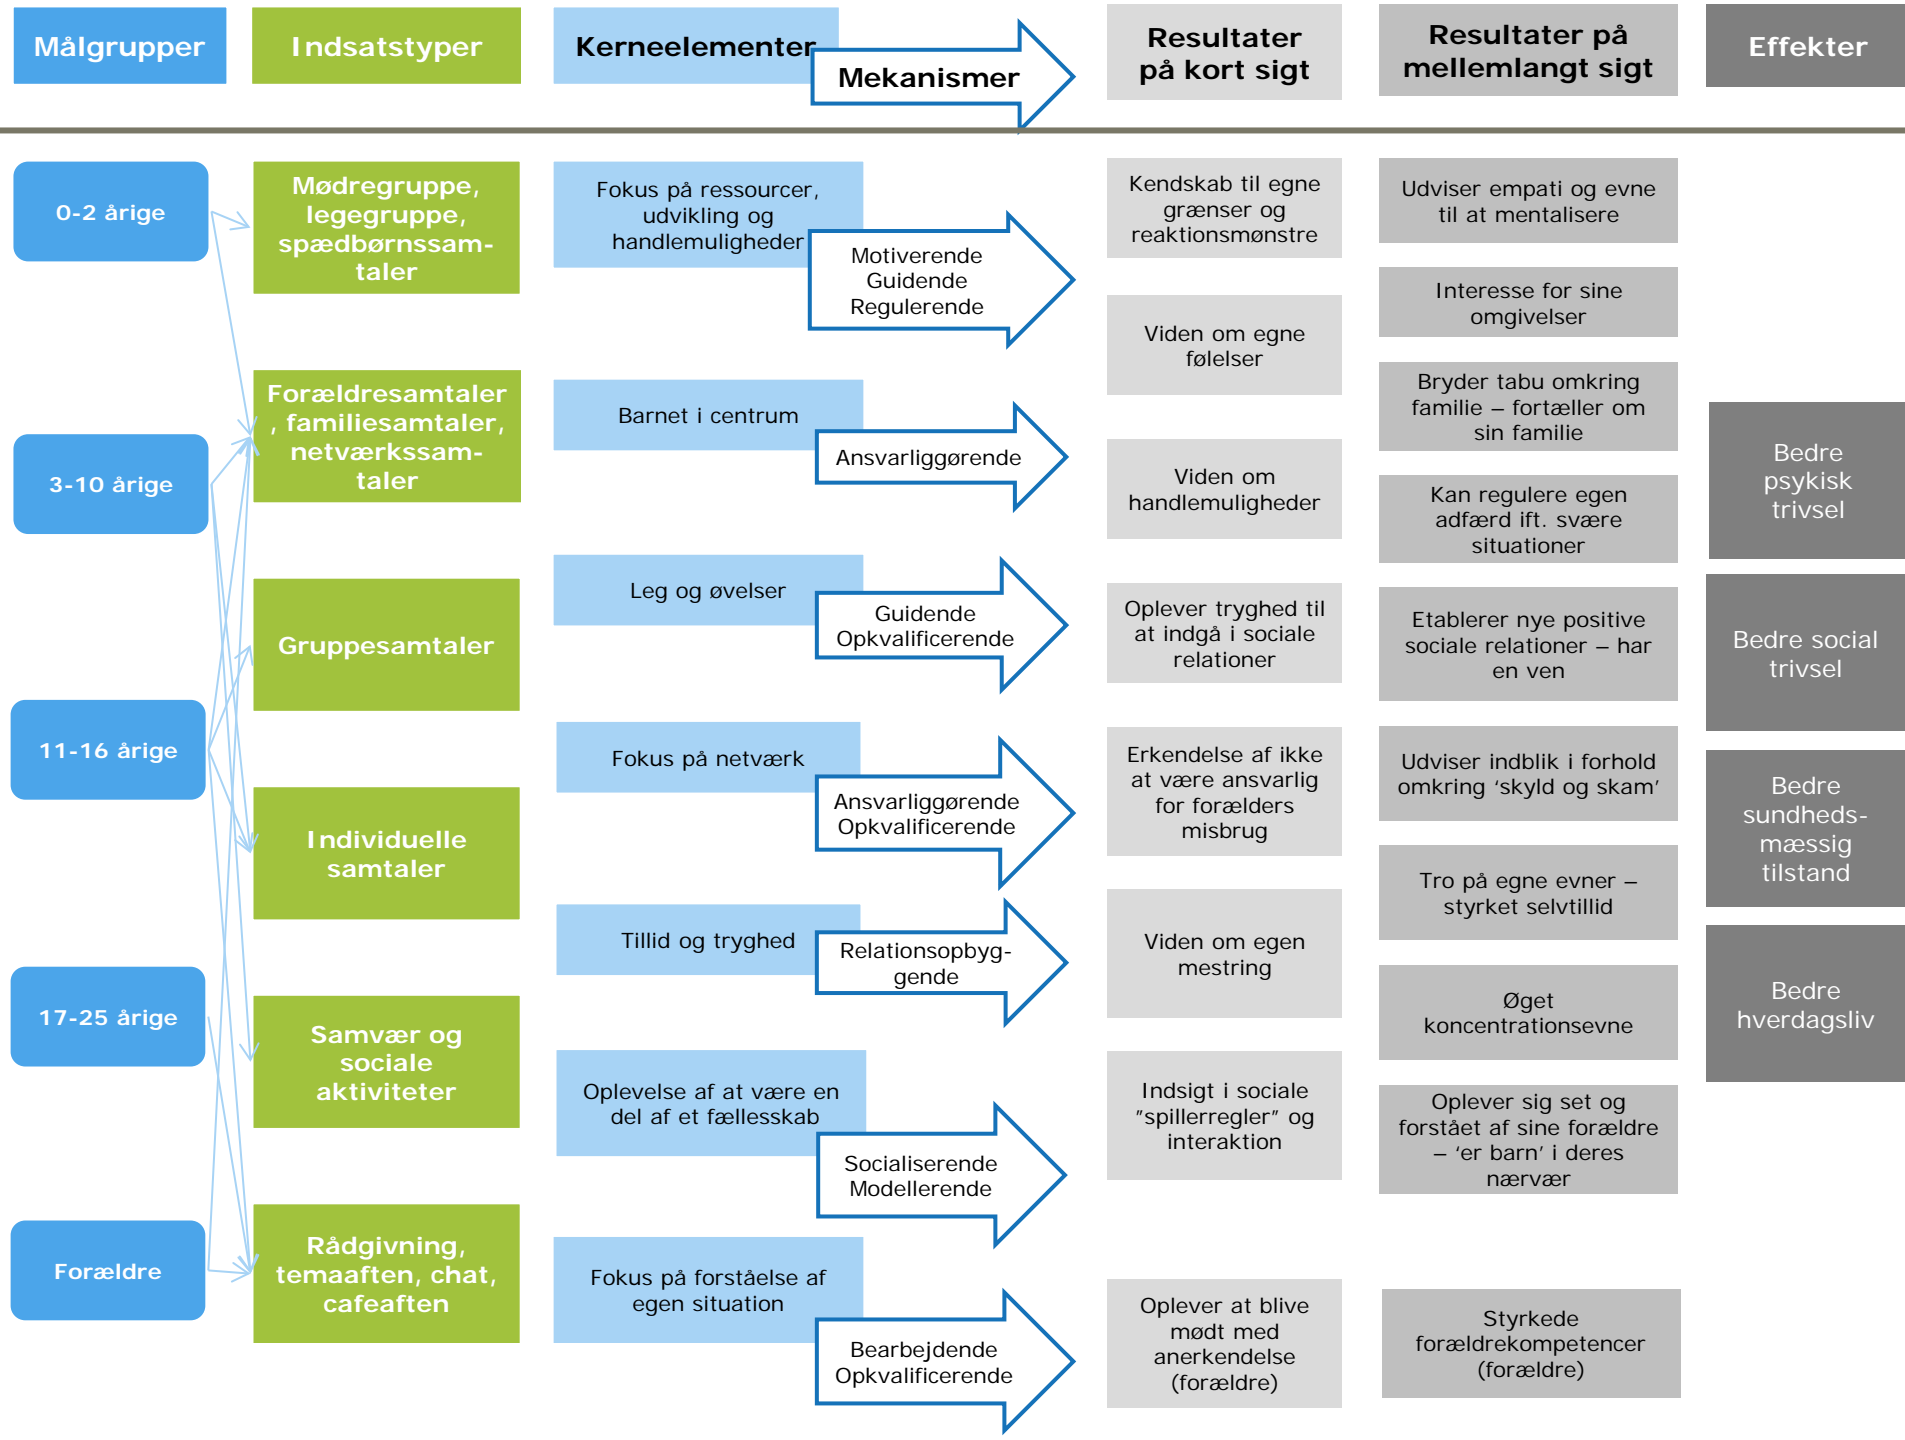 Målgrupper
Indsatstyper
Kerneelementer
Mekanismer
Resultater
på kort sigt
Resultater på
mellemlangt sigt
Effekter
0-2 årige
3-10 årige
11-16 årige
17-25 årige
Forældre
Mødregruppe,
legegruppe,
spædbørnssam-
taler
Forældresamtaler
, familiesamtaler,
netværkssam-
taler
Gruppesamtaler
Individuelle
samtaler
Samvær og
sociale
aktiviteter
Rådgivning,
temaaften, chat,
cafeaften
Fokus på ressourcer,
udvikling og
handlemuligheder
Motiverende
Guidende
Regulerende
Barnet i centrum
Ansvarliggørende
Leg og øvelser
Guidende
Opkvalificerende
Fokus på netværk
Ansvarliggørende
Opkvalificerende
Tillid og tryghed
Relationsopbyg-
gende
Oplevelse af at være en
del af et fællesskab
Socialiserende
Modellerende
Fokus på forståelse af
egen situation
Bearbejdende
Opkvalificerende
Kendskab til egne
grænser og
reaktionsmønstre
Viden om egne
følelser
Viden om
handlemuligheder
Oplever tryghed til
at indgå i sociale
relationer
Erkendelse af ikke
at være ansvarlig
for forælders
misbrug
Viden om egen
mestring
Indsigt i sociale
”spillerregler” og
interaktion
Oplever at blive
mødt med
anerkendelse
(forældre)
Udviser empati og evne
til at mentalisere
Interesse for sine
omgivelser
Bryder tabu omkring
familie – fortæller om
sin familie
Kan regulere egen
adfærd ift. svære
situationer
Etablerer nye positive
sociale relationer – har
en ven
Udviser indblik i forhold
omkring ‘skyld og skam’
Tro på egne evner –
styrket selvtillid
Øget
koncentrationsevne
Oplever sig set og
forstået af sine forældre
– ‘er barn’ i deres
nærvær
Styrkede
forældrekompetencer
(forældre)
Bedre
psykisk
trivsel
Bedre social
trivsel
Bedre
sundheds-
mæssig
tilstand
Bedre
hverdagsliv